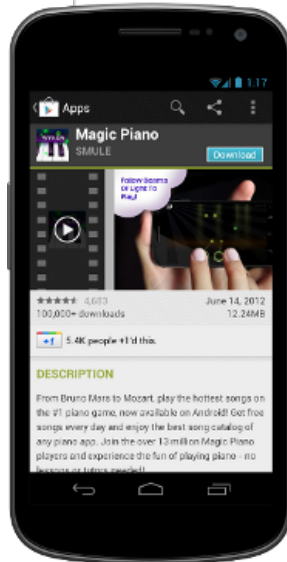 1:17
Apps
Magic Piano
SMULE
Download
Follow Beams
Of Light To
Play!
4,683
June 14, 2012
100,000+ downloads
12.24MB
+1
5.4K people +1'd this.
DESCRIPTION
From Bruno Mars to Mozart, play the hottest songs on
the #1 piano game, now available on Android! Get free
songs every day and enjoy the best song catalog of
any piano app. Join the over 13 million Magic Piano
players and experience the fun of playing piano - no
lessons or tutors needed!